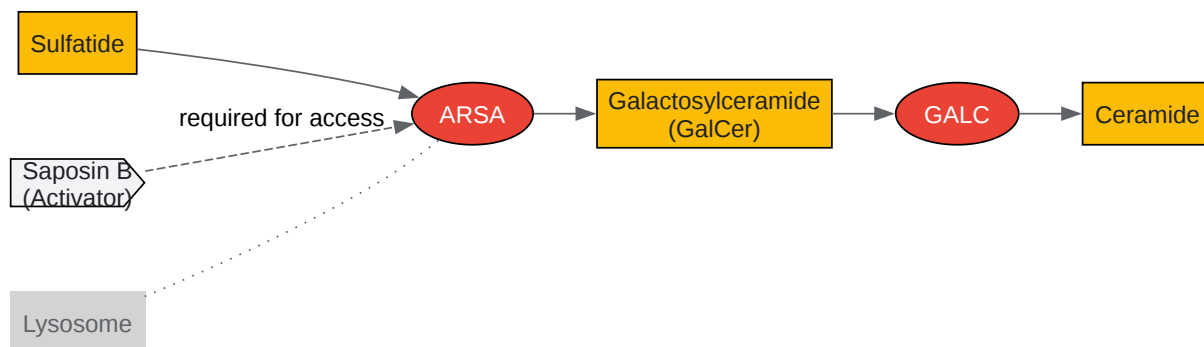 Sulfatide
required for access
ARSA
Galactosylceramide
(GalCer)
GALC
Ceramide
Saposin B
(Activator)
Lysosome